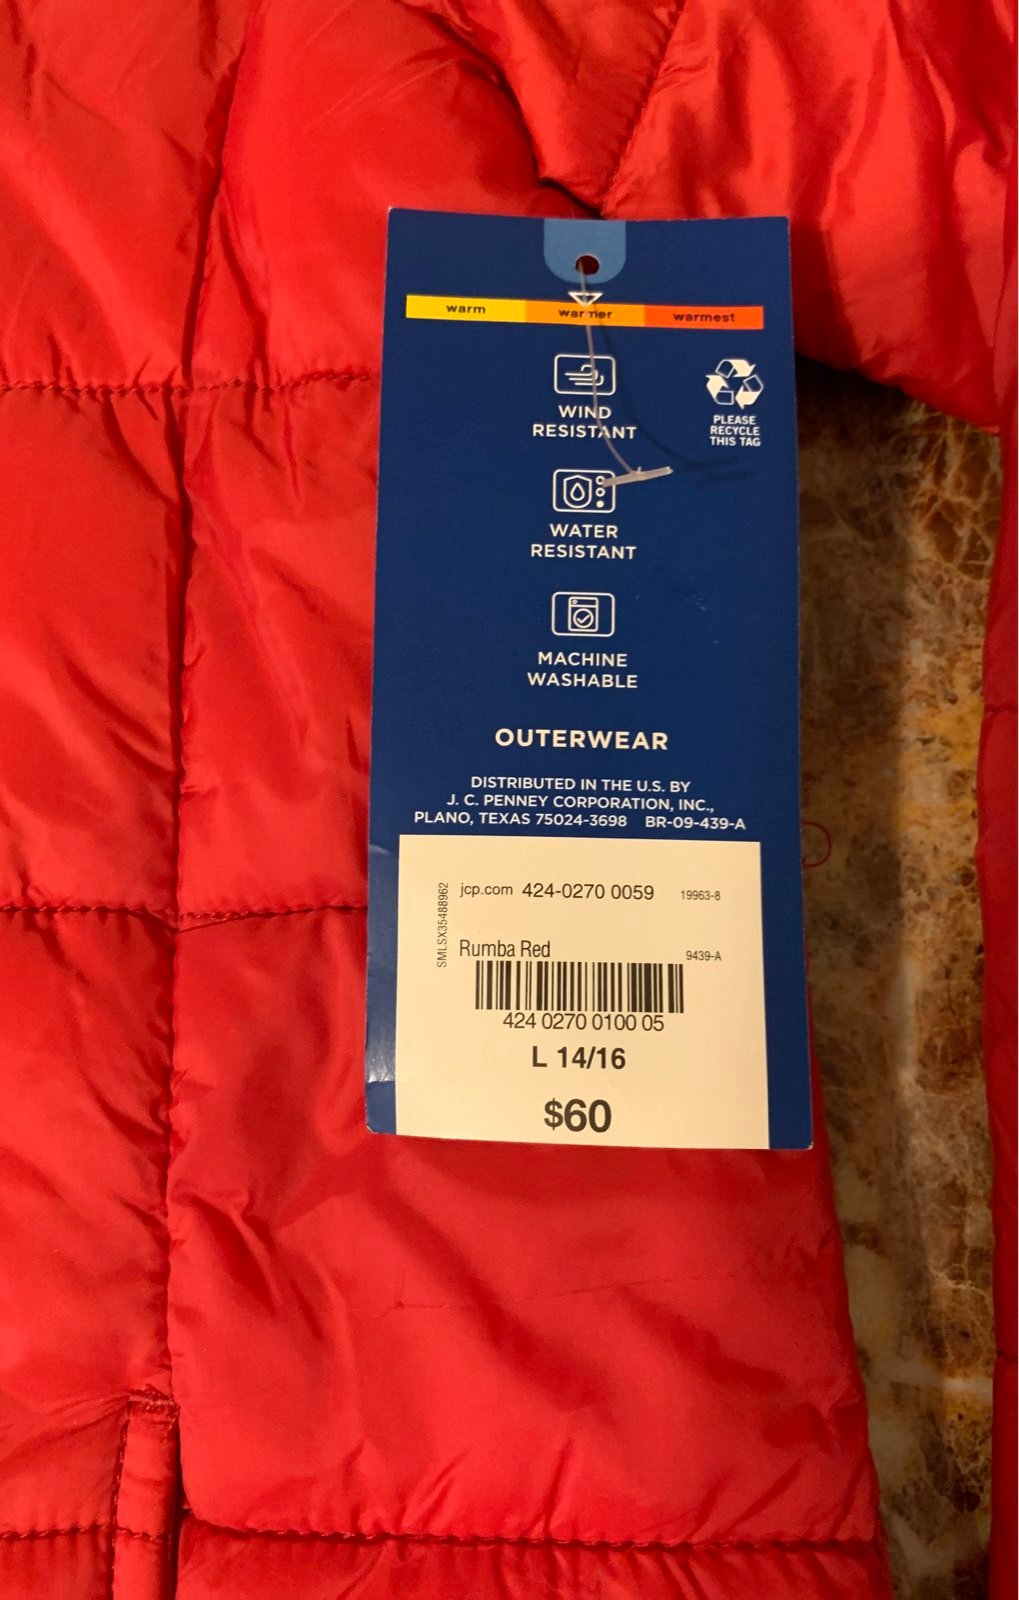 warm warmer warmest
WIND
RESISTANT
PLEASE
RECYCLE
THIS TAG
WATER
RESISTANT
MACHINE
WASHABLE
OUTERWEAR
DISTRIBUTED IN THE U.S. BY
J. C. PENNEY CORPORATION, INC.,
PLANO, TEXAS 75024-3698 BR-09-439-A
SMLSX35488962
jcp.com 424-0270 0059 19963-8
Rumba Red 9439-A
424 0270 0100 05
L 14/16
$60